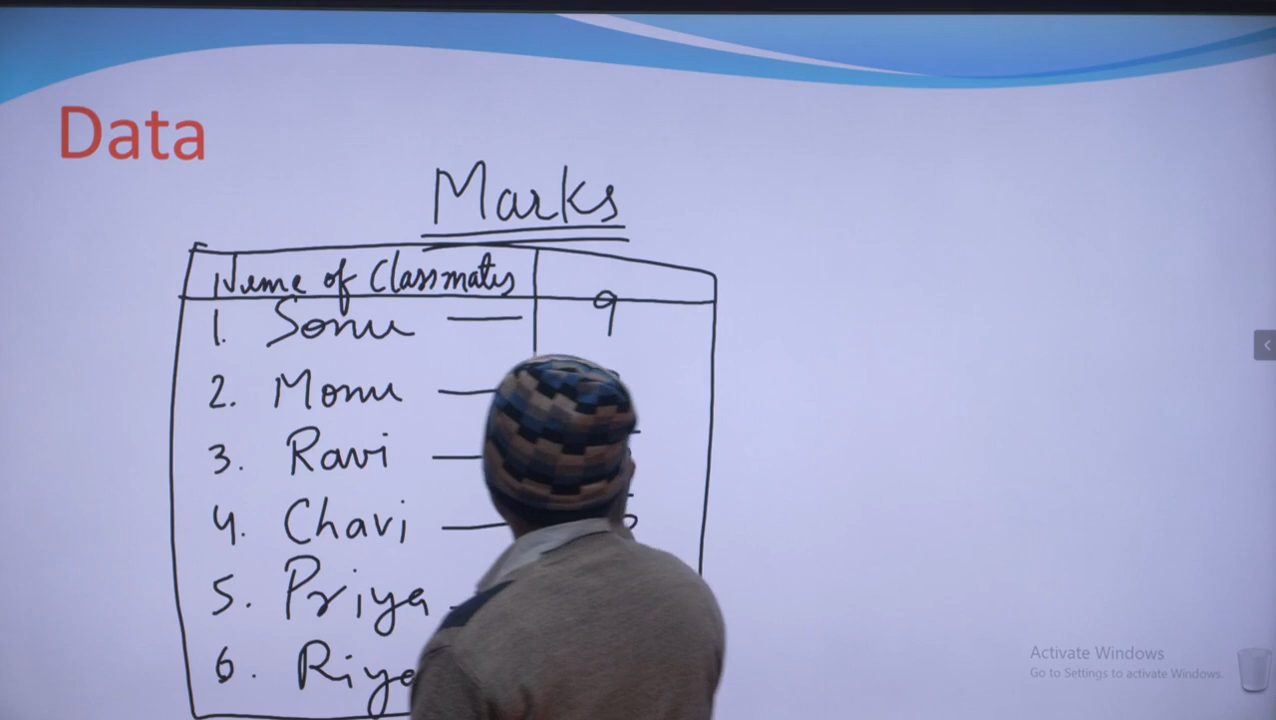 Data
Marks
Name of Classmates
1. Sonu 9
2. Monu
3. Ravi
4. Chavi
5. Priya
6. Riya
Activate Windows
Go to Settings to activate Windows.